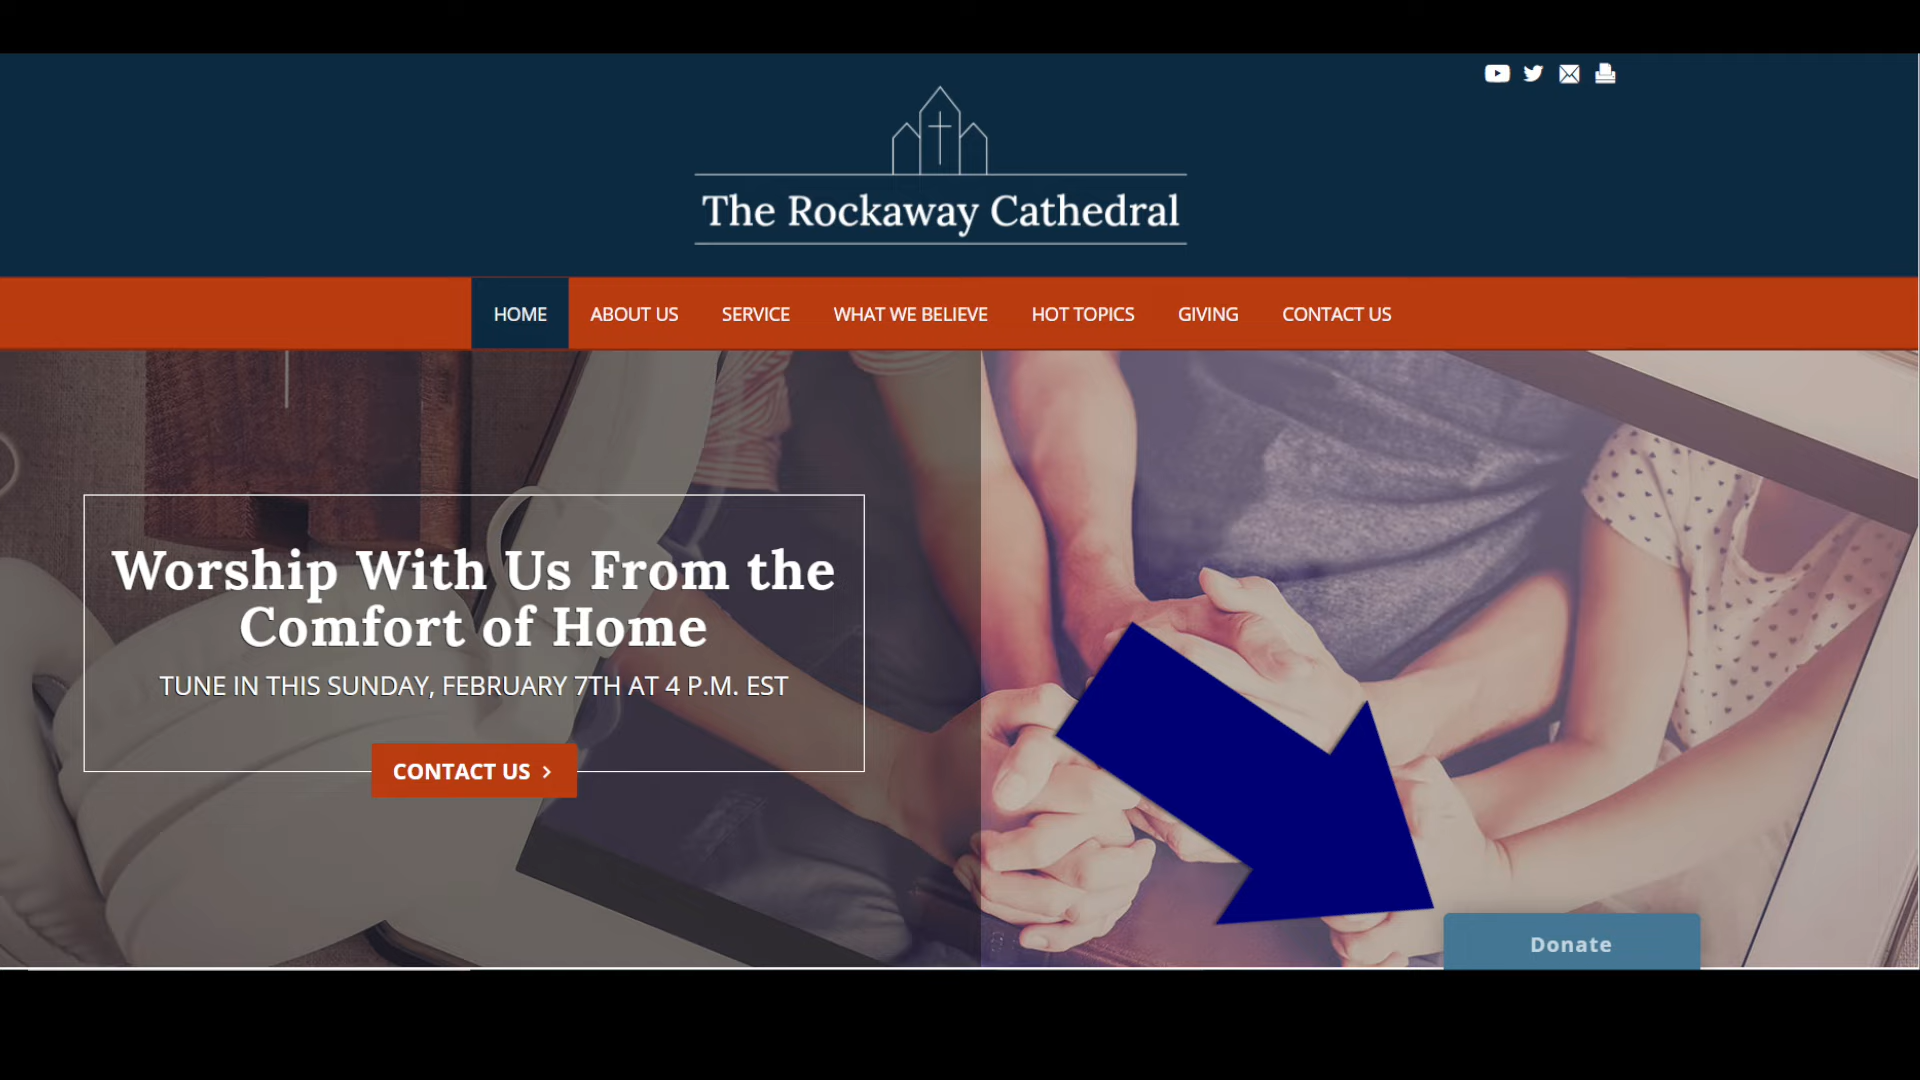 The Rockaway Cathedral
HOME ABOUT US SERVICE WHAT WE BELIEVE HOT TOPICS GIVING CONTACT US
Worship With Us From the
Comfort of Home
TUNE IN THIS SUNDAY, FEBRUARY 7TH AT 4 P.M. EST
CONTACT US
Donate